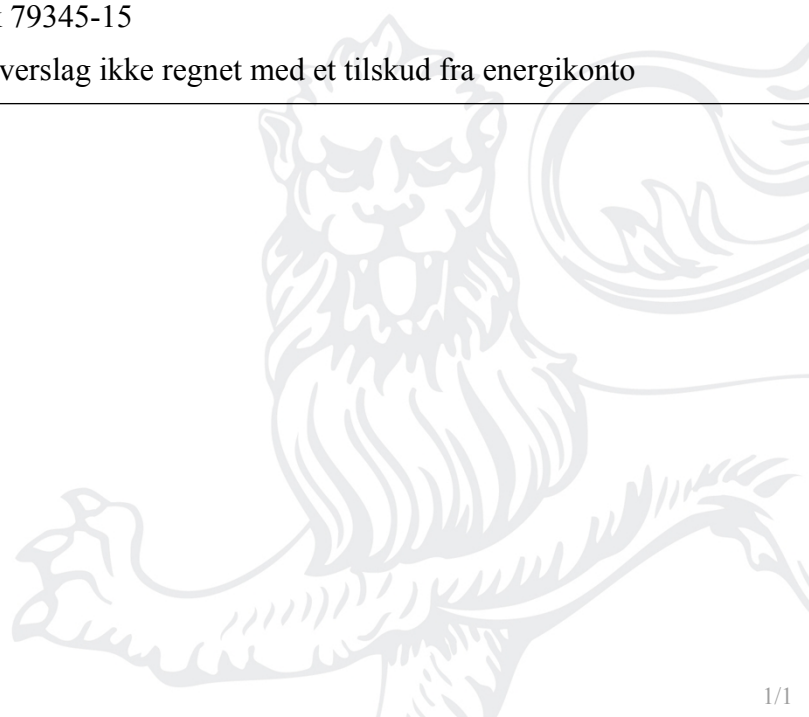 79345-15
verslag ikke regnet med et tilskud fra energikonto
1/1